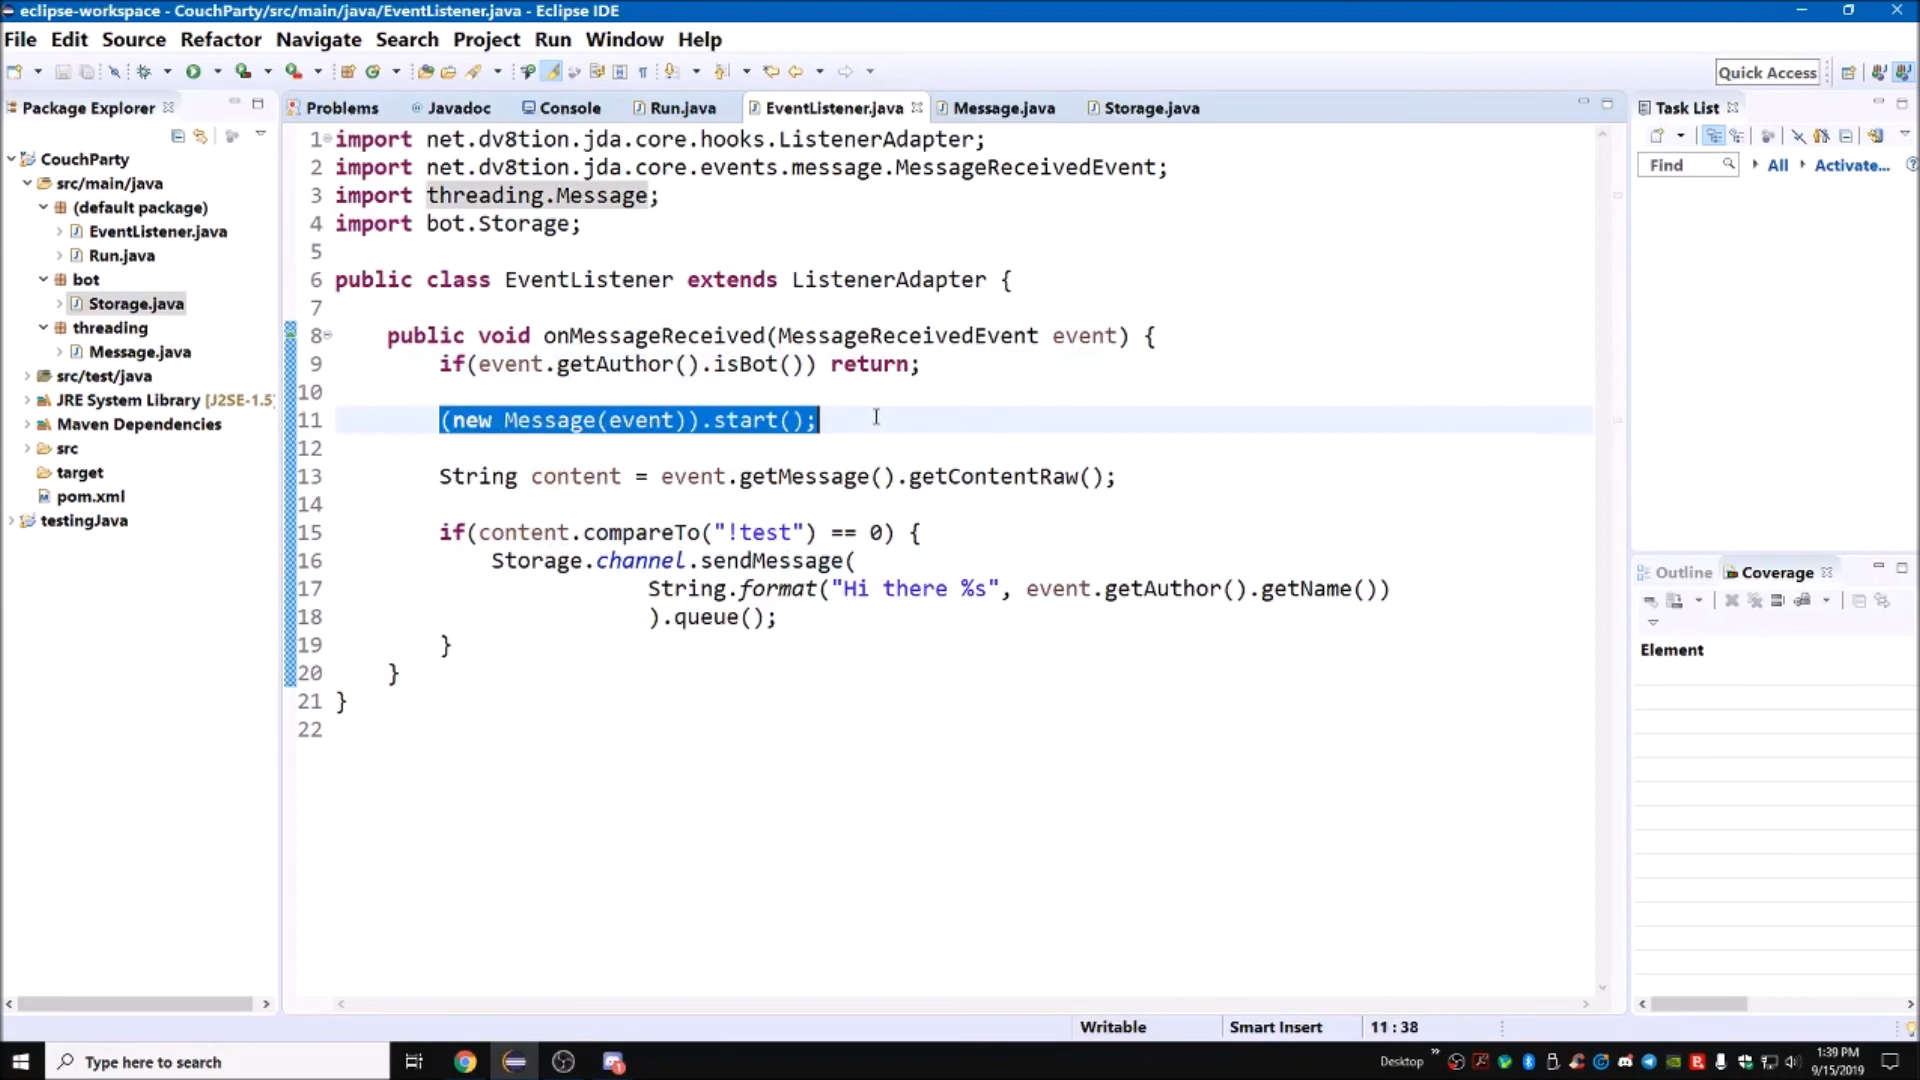 eclipse-workspace - CouchParty/src/main/java/EventListener.java - Eclipse IDE
File Edit Source Refactor Navigate Search Project Run Window Help
Quick Access
Package Explorer
CouchParty
src/main/java
(default package)
EventListener.java
Run.java
bot
Storage.java
threading
Message.java
src/test/java
JRE System Library [J2SE-1.5
Maven Dependencies
src
target
pom.xml
testingJava
Problems Javadoc Console Run.java EventListener.java Message.java Storage.java
1 import net.dv8tion.jda.core.hooks.ListenerAdapter;
2 import net.dv8tion.jda.core.events.message.MessageReceivedEvent;
3 import threading.Message;
4 import bot.Storage;
5
6 public class EventListener extends ListenerAdapter {
7
8 public void onMessageReceived(MessageReceivedEvent event) {
9 if(event.getAuthor().isBot()) return;
10
11 (new Message(event)).start();
12
13 String content = event.getMessage().getContentRaw();
14
15 if(content.compareTo("!test") == 0) {
16 Storage.channel.sendMessage(
17 String.format("Hi there %s", event.getAuthor().getName())
18 ).queue();
19 }
20 }
21 }
22
Task List
Find All Activate...
Outline Coverage
Element
Writable Smart Insert 11 : 38
Type here to search
Desktop
1:39 PM
9/15/2019